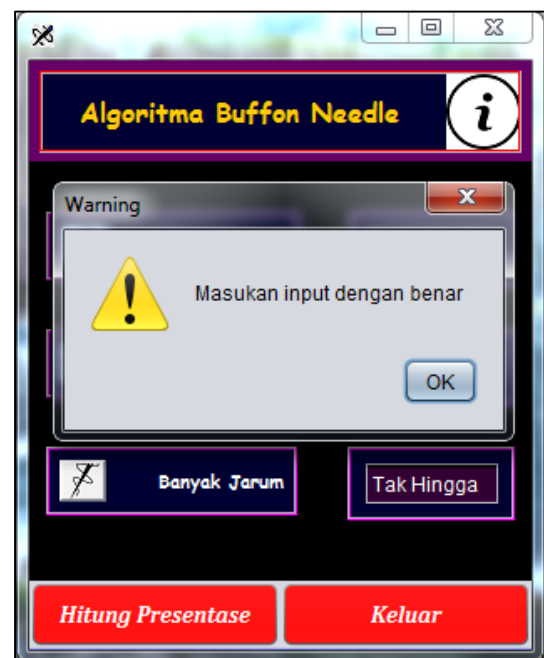 Algoritma Buffon Needle
i
Warning
Masukan input dengan benar
OK
Banyak Jarum
Tak Hingga
Hitung Presentase
Keluar